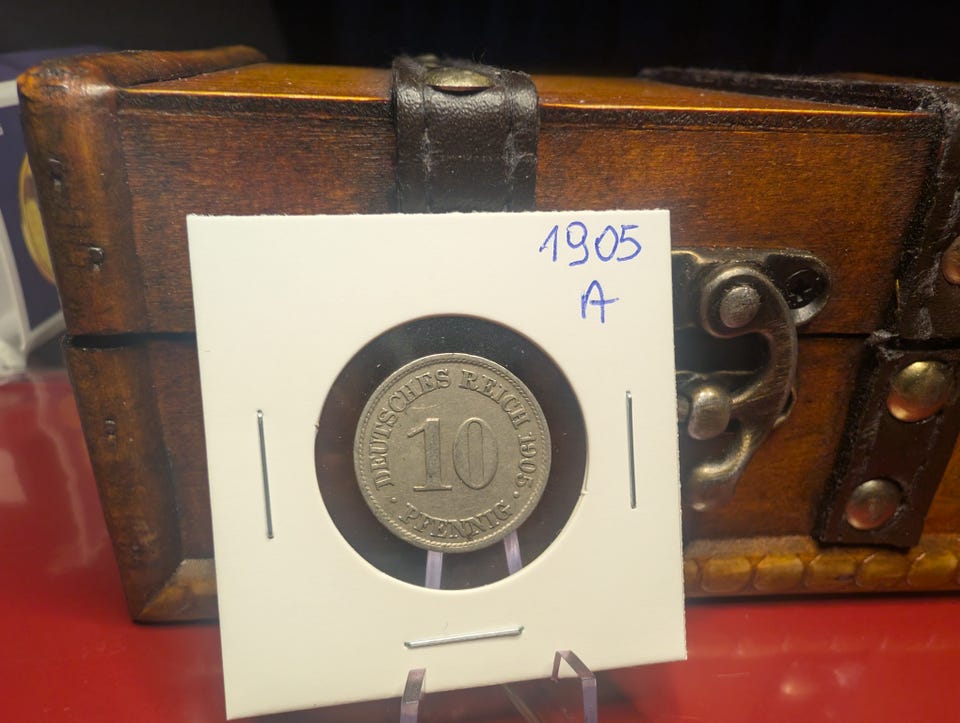 1905
A
DEUTSCHES REICH 1905
10
PFENNIG